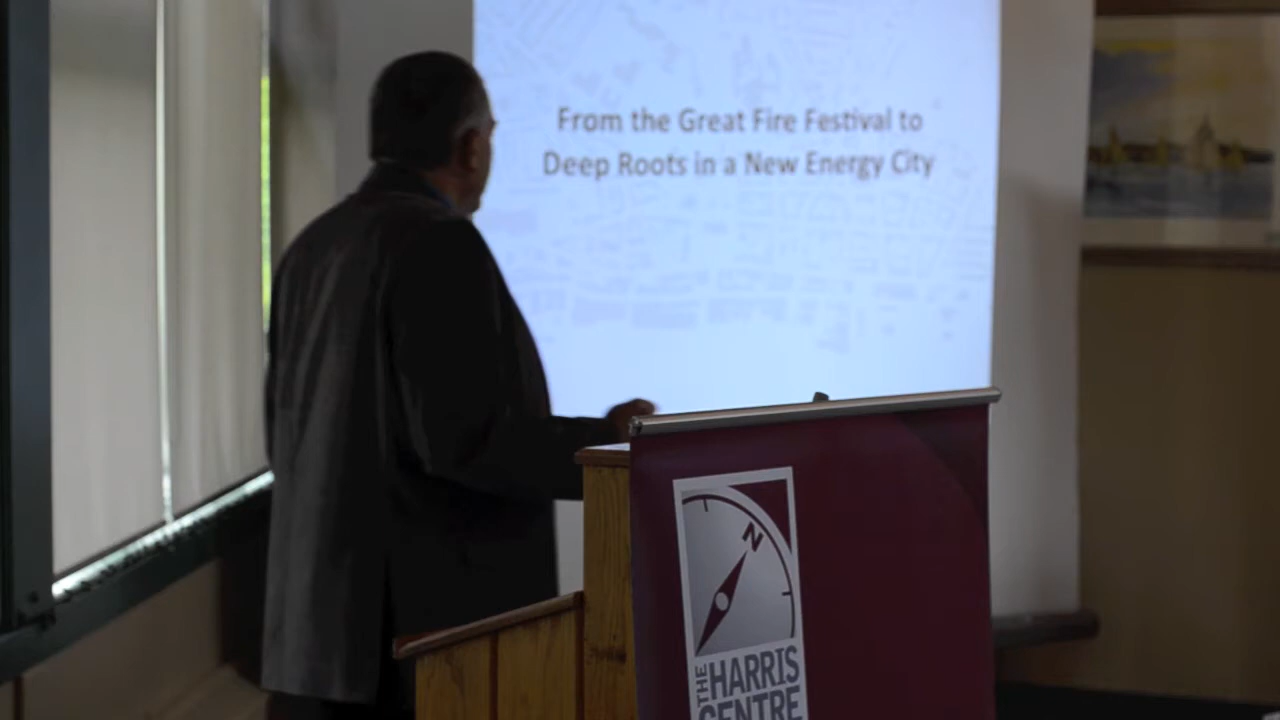 From the Great Fire Festival to
Deep Roots in a New Energy City
N
THE
HARRIS
CENTRE